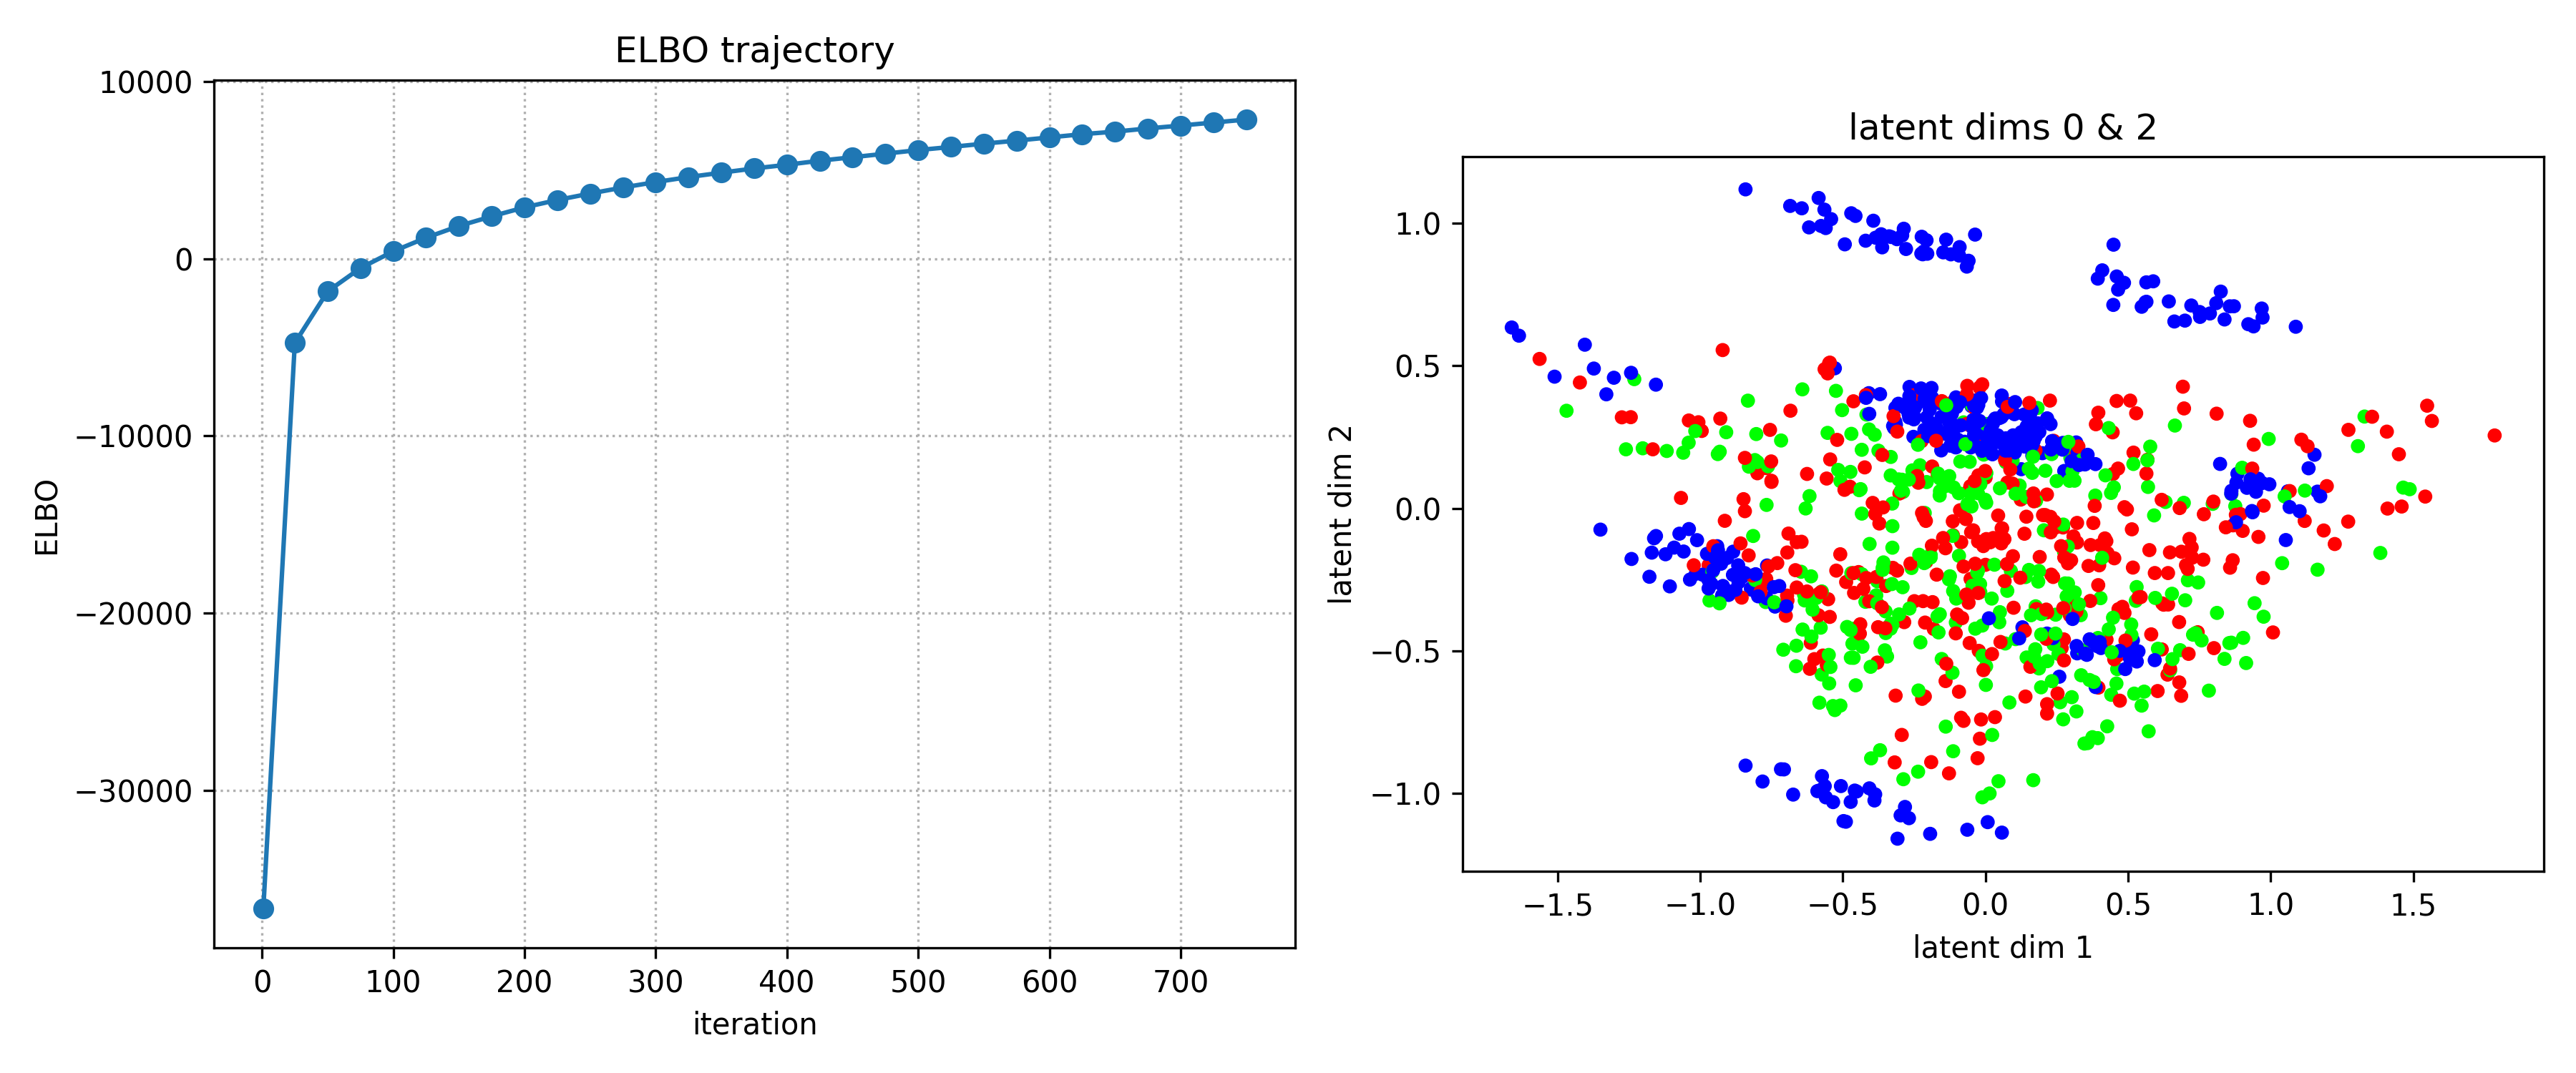 ELBO trajectory
10000
0
−10000
−20000
−30000
ELBO
0 100 200 300 400 500 600 700
iteration
latent dims 0 & 2
1.0
0.5
0.0
−0.5
−1.0
latent dim 2
−1.5 −1.0 −0.5 0.0 0.5 1.0 1.5
latent dim 1